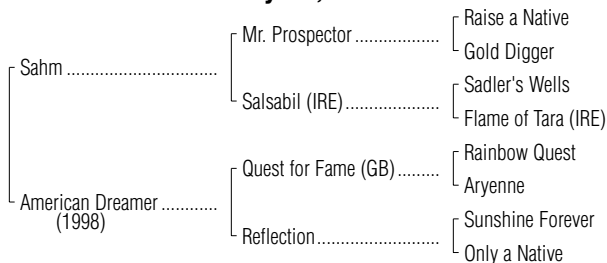 Raise a Native
Mr. Prospector ...................
Gold Digger
Sahm ................................
Sadler's Wells
Salsabil (IRE)....................
Flame of Tara (IRE)
Rainbow Quest
Quest for Fame (GB).........
Aryenne
American Dreamer ............
(1998)
Sunshine Forever
Reflection..........................
Only a Native